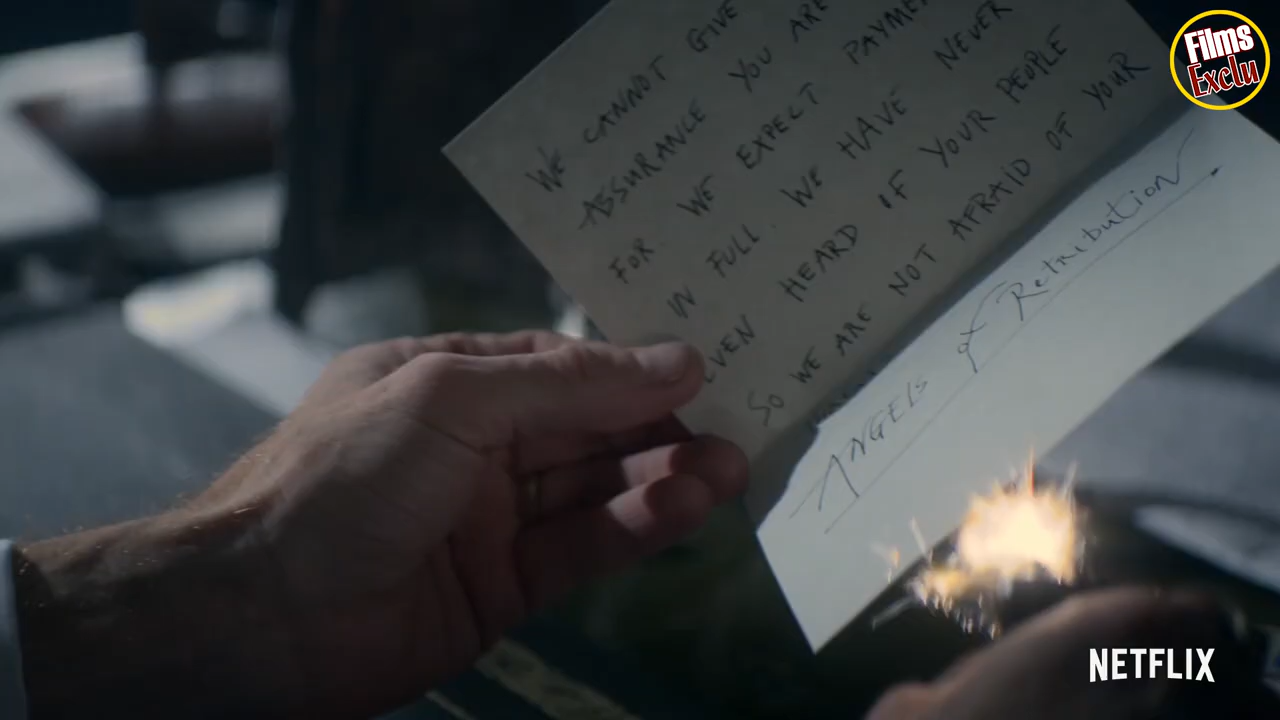 Films
Exclu
WE CANNOT GIVE
ASSURANCE YOU ARE
FOR. WE EXPECT
IN FULL. WE HAVE NEVER
EVEN HEARD OF YOUR PEOPLE
SO WE ARE NOT AFRAID OF YOUR
ANGELS of Retribution
NETFLIX